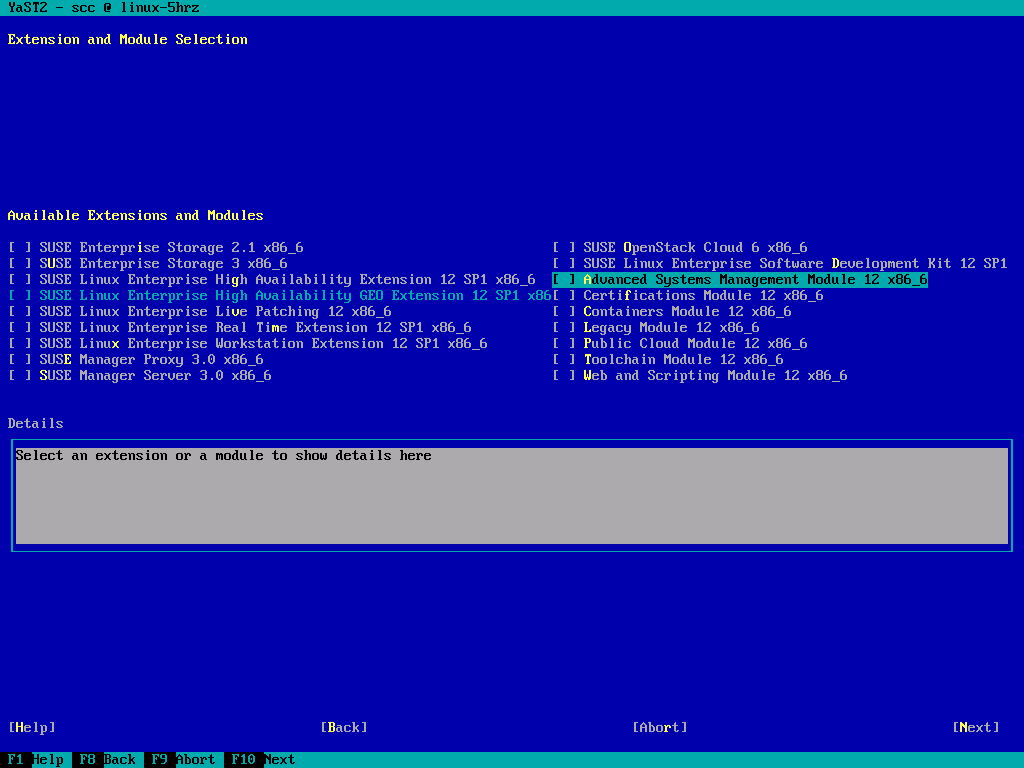 YaST2 - scc @ linux-5hrz
Extension and Module Selection
Available Extensions and Modules
[ ] SUSE Enterprise Storage 2.1 x86_6
[ ] SUSE Enterprise Storage 3 x86_6
[ ] SUSE Linux Enterprise High Availability Extension 12 SP1 x86_6
[ ] SUSE Linux Enterprise High Availability GEO Extension 12 SP1 x86
[ ] SUSE Linux Enterprise Live Patching 12 x86_6
[ ] SUSE Linux Enterprise Real Time Extension 12 SP1 x86_6
[ ] SUSE Linux Enterprise Workstation Extension 12 SP1 x86_6
[ ] SUSE Manager Proxy 3.0 x86_6
[ ] SUSE Manager Server 3.0 x86_6
[ ] SUSE OpenStack Cloud 6 x86_6
[ ] SUSE Linux Enterprise Software Development Kit 12 SP1
[ ] Advanced Systems Management Module 12 x86_6
[ ] Certifications Module 12 x86_6
[ ] Containers Module 12 x86_6
[ ] Legacy Module 12 x86_6
[ ] Public Cloud Module 12 x86_6
[ ] Toolchain Module 12 x86_6
[ ] Web and Scripting Module 12 x86_6
Details
Select an extension or a module to show details here
[Help] [Back] [Abort] [Next]
F1 Help F8 Back F9 Abort F10 Next